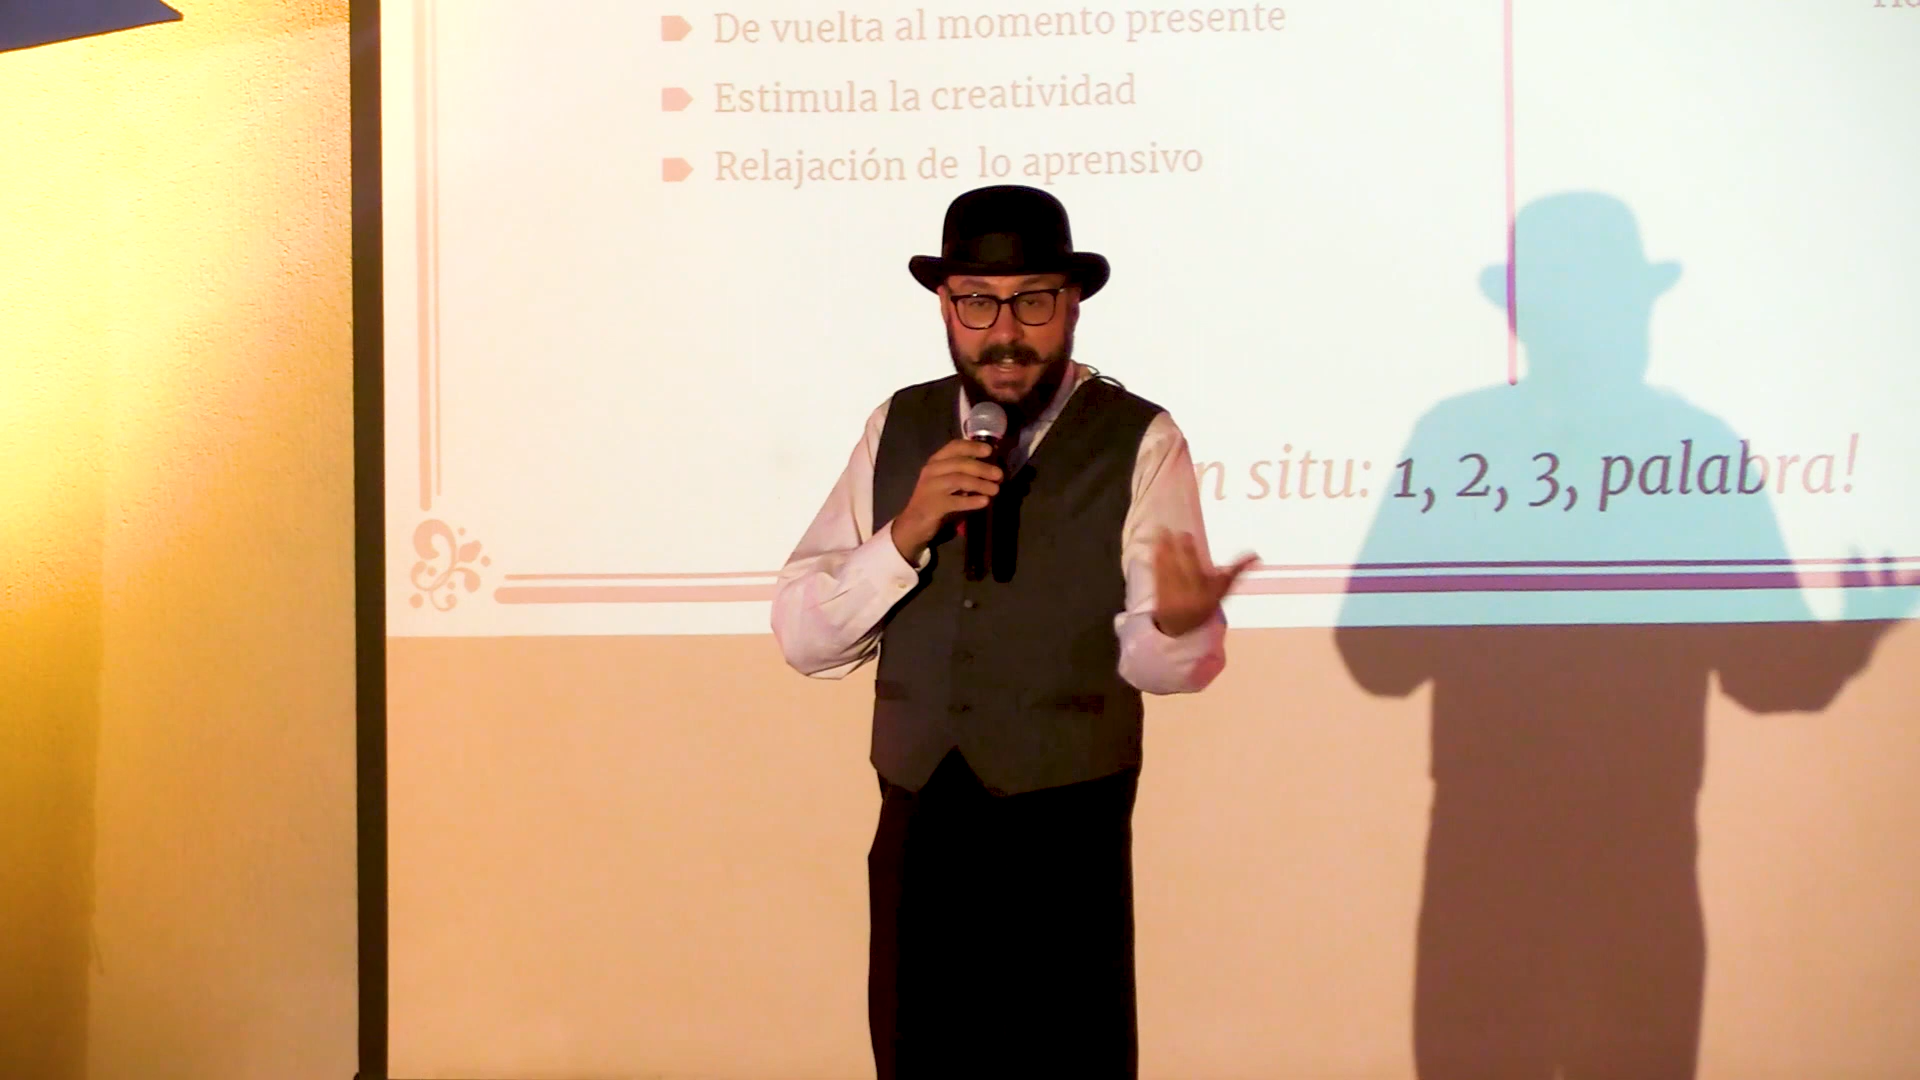 De vuelta al momento presente
Estimula la creatividad
Relajación de lo aprensivo
n situ: 1, 2, 3, palabra!